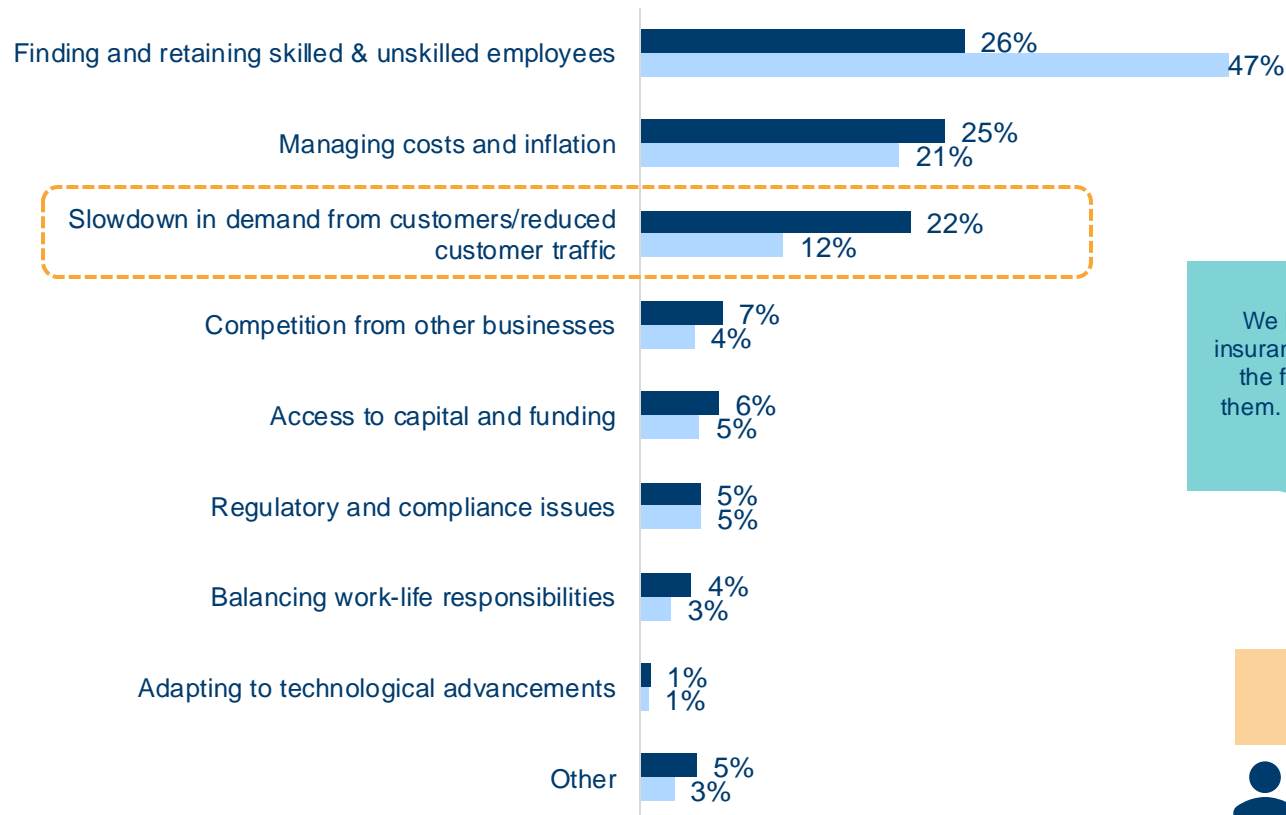 Finding and retaining skilled & unskilled employees
26%
47%
Managing costs and inflation
25%
21%
Slowdown in demand from customers/reduced
customer traffic
22%
12%
Competition from other businesses
7%
4%
Access to capital and funding
6%
5%
Regulatory and compliance issues
5%
5%
Balancing work-life responsibilities
4%
3%
Adapting to technological advancements
1%
1%
Other
5%
3%
We
the
them.